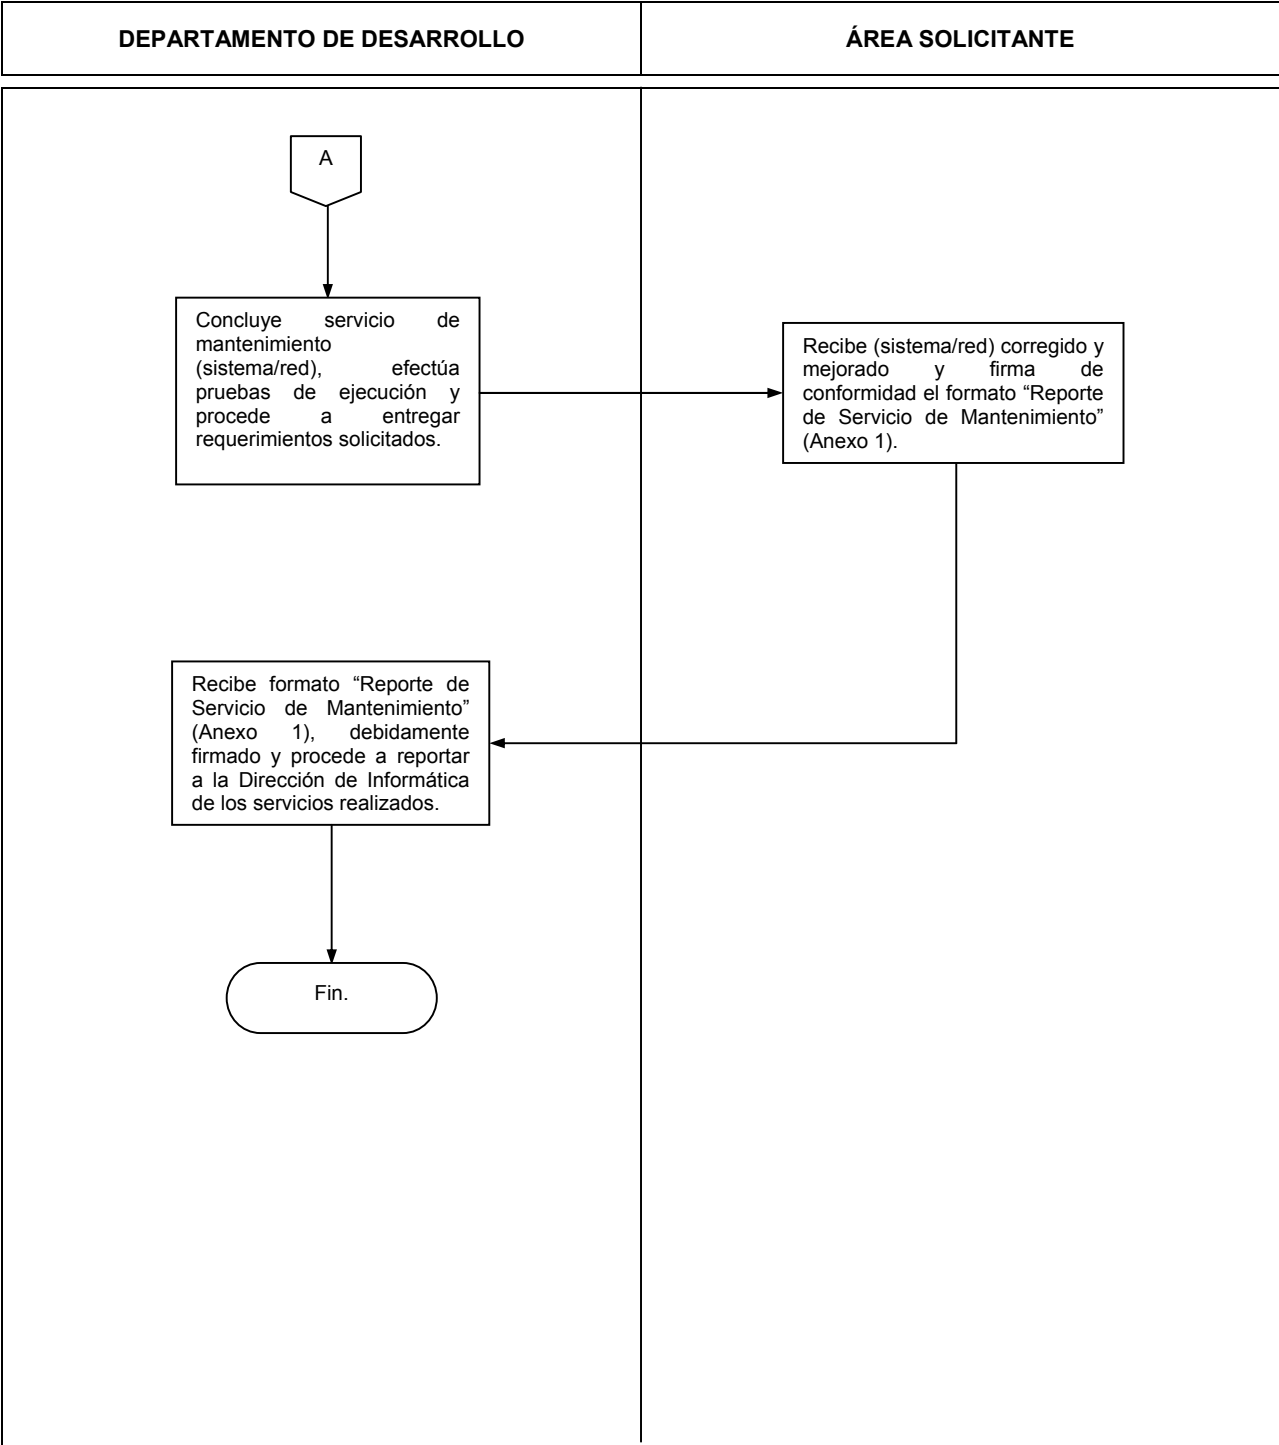 DEPARTAMENTO DE DESARROLLO
ÁREA SOLICITANTE
A
Concluye servicio de
mantenimiento
(sistema/red), efectúa
pruebas de ejecución y
procede a entregar
requerimientos solicitados.
Recibe (sistema/red) corregido y
mejorado y firma de
conformidad el formato “Reporte
de Servicio de Mantenimiento”
(Anexo 1).
Recibe formato “Reporte de
Servicio de Mantenimiento”
(Anexo 1), debidamente
firmado y procede a reportar
a la Dirección de Informática
de los servicios realizados.
Fin.